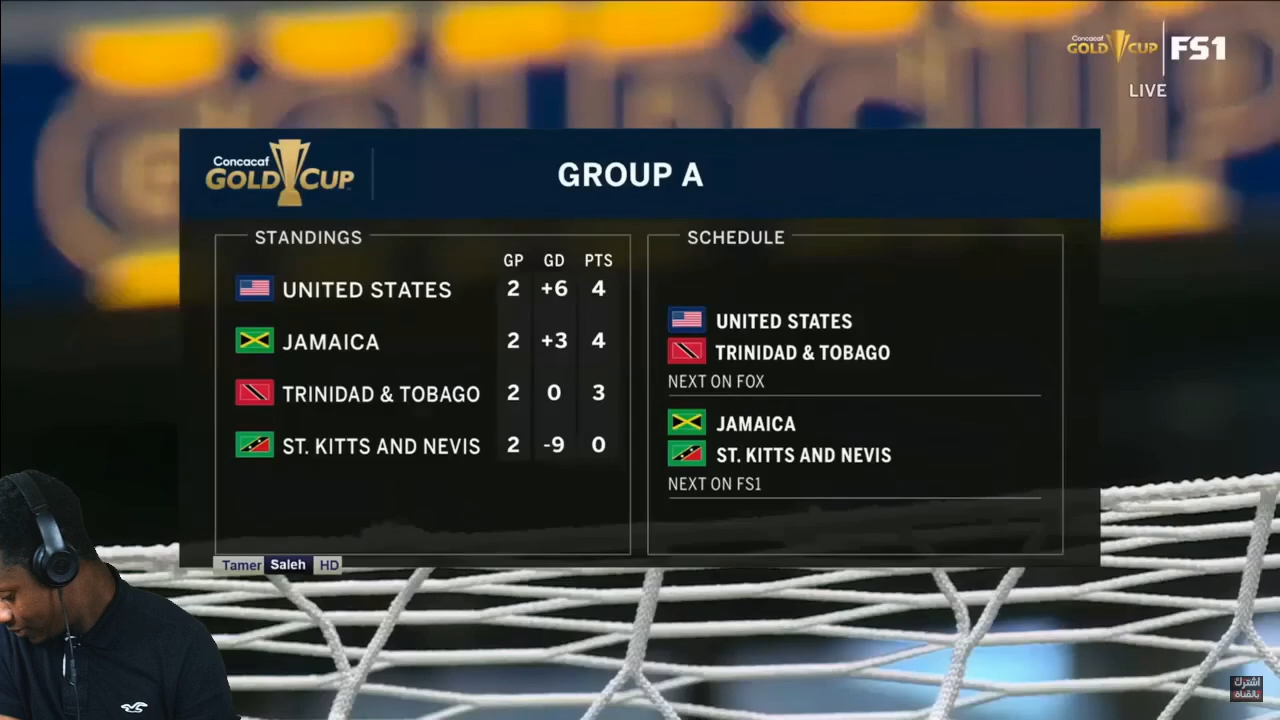 Concacaf
GOLD CUP
FS1
LIVE
Concacaf
GOLD CUP
GROUP A
STANDINGS
GP GD PTS
UNITED STATES 2 +6 4
JAMAICA 2 +3 4
TRINIDAD & TOBAGO 2 0 3
ST. KITTS AND NEVIS 2 -9 0
SCHEDULE
UNITED STATES
TRINIDAD & TOBAGO
NEXT ON FOX
JAMAICA
ST. KITTS AND NEVIS
NEXT ON FS1
Tamer Saleh HD
اشترك
بالقناة